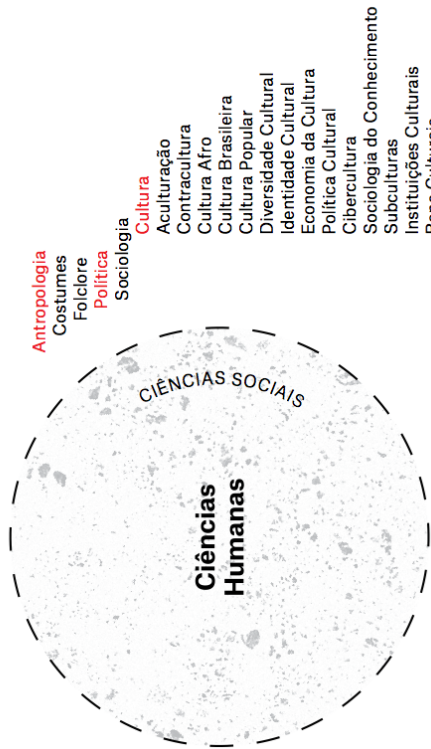 Antropologia
Costumes
Folclore
Política
Sociologia
Cultura
Aculturação
Contracultura
Cultura Afro
Cultura Brasileira
Cultura Popular
Diversidade Cultural
Identidade Cultural
Economia da Cultura
Política Cultural
Cibercultura
Sociologia do Conhecimento
Subculturas
Instituições Culturais
CIÊNCIAS SOCIAIS
Ciências
Humanas